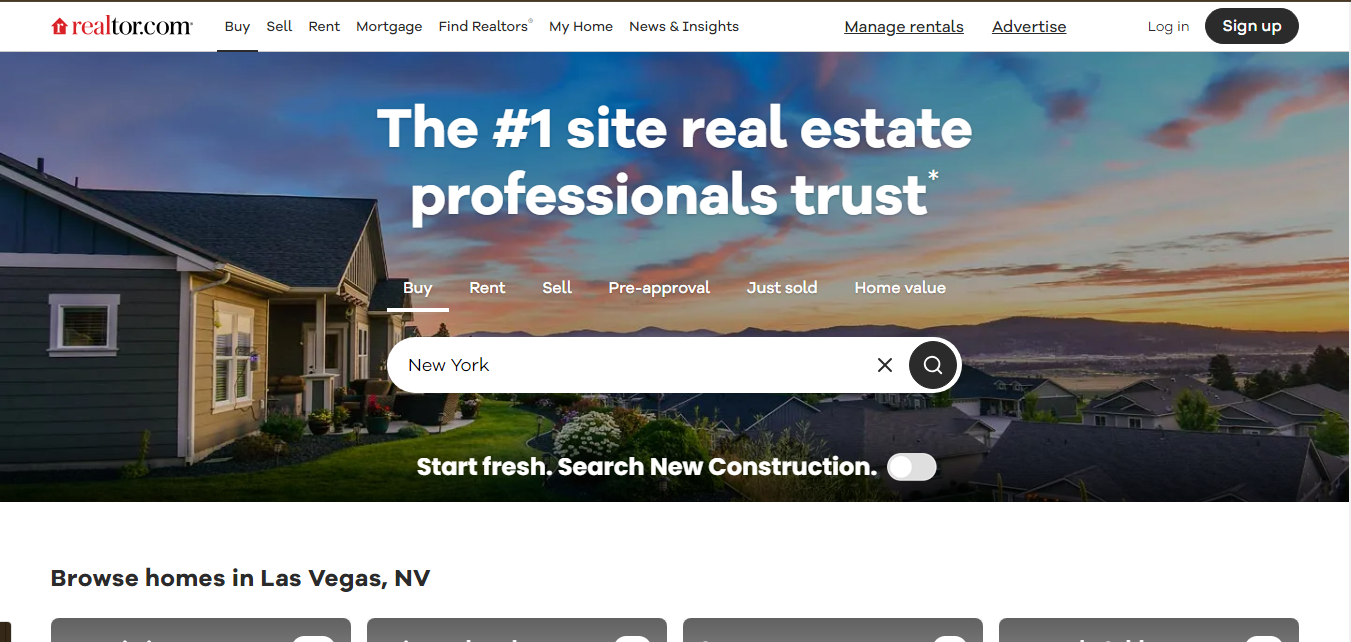 realtor.com®
Buy Sell Rent Mortgage Find Realtors® My Home News & Insights Manage rentals Advertise Log in Sign up
The #1 site real estate
professionals trust*
Buy Rent Sell Pre-approval Just sold Home value
New York
Start fresh. Search New Construction.
Browse homes in Las Vegas, NV